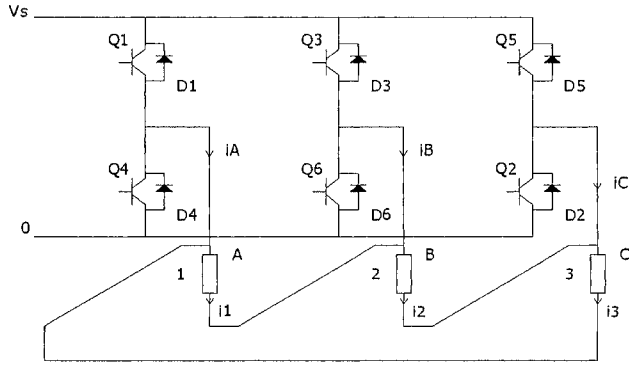 Vs
Q1 Q3 Q5
D1 D3 D5
iA iB
Q4 Q6 Q2 iC
D4 D6 D2
0
A B C
1 2 3
i1 i2 i3